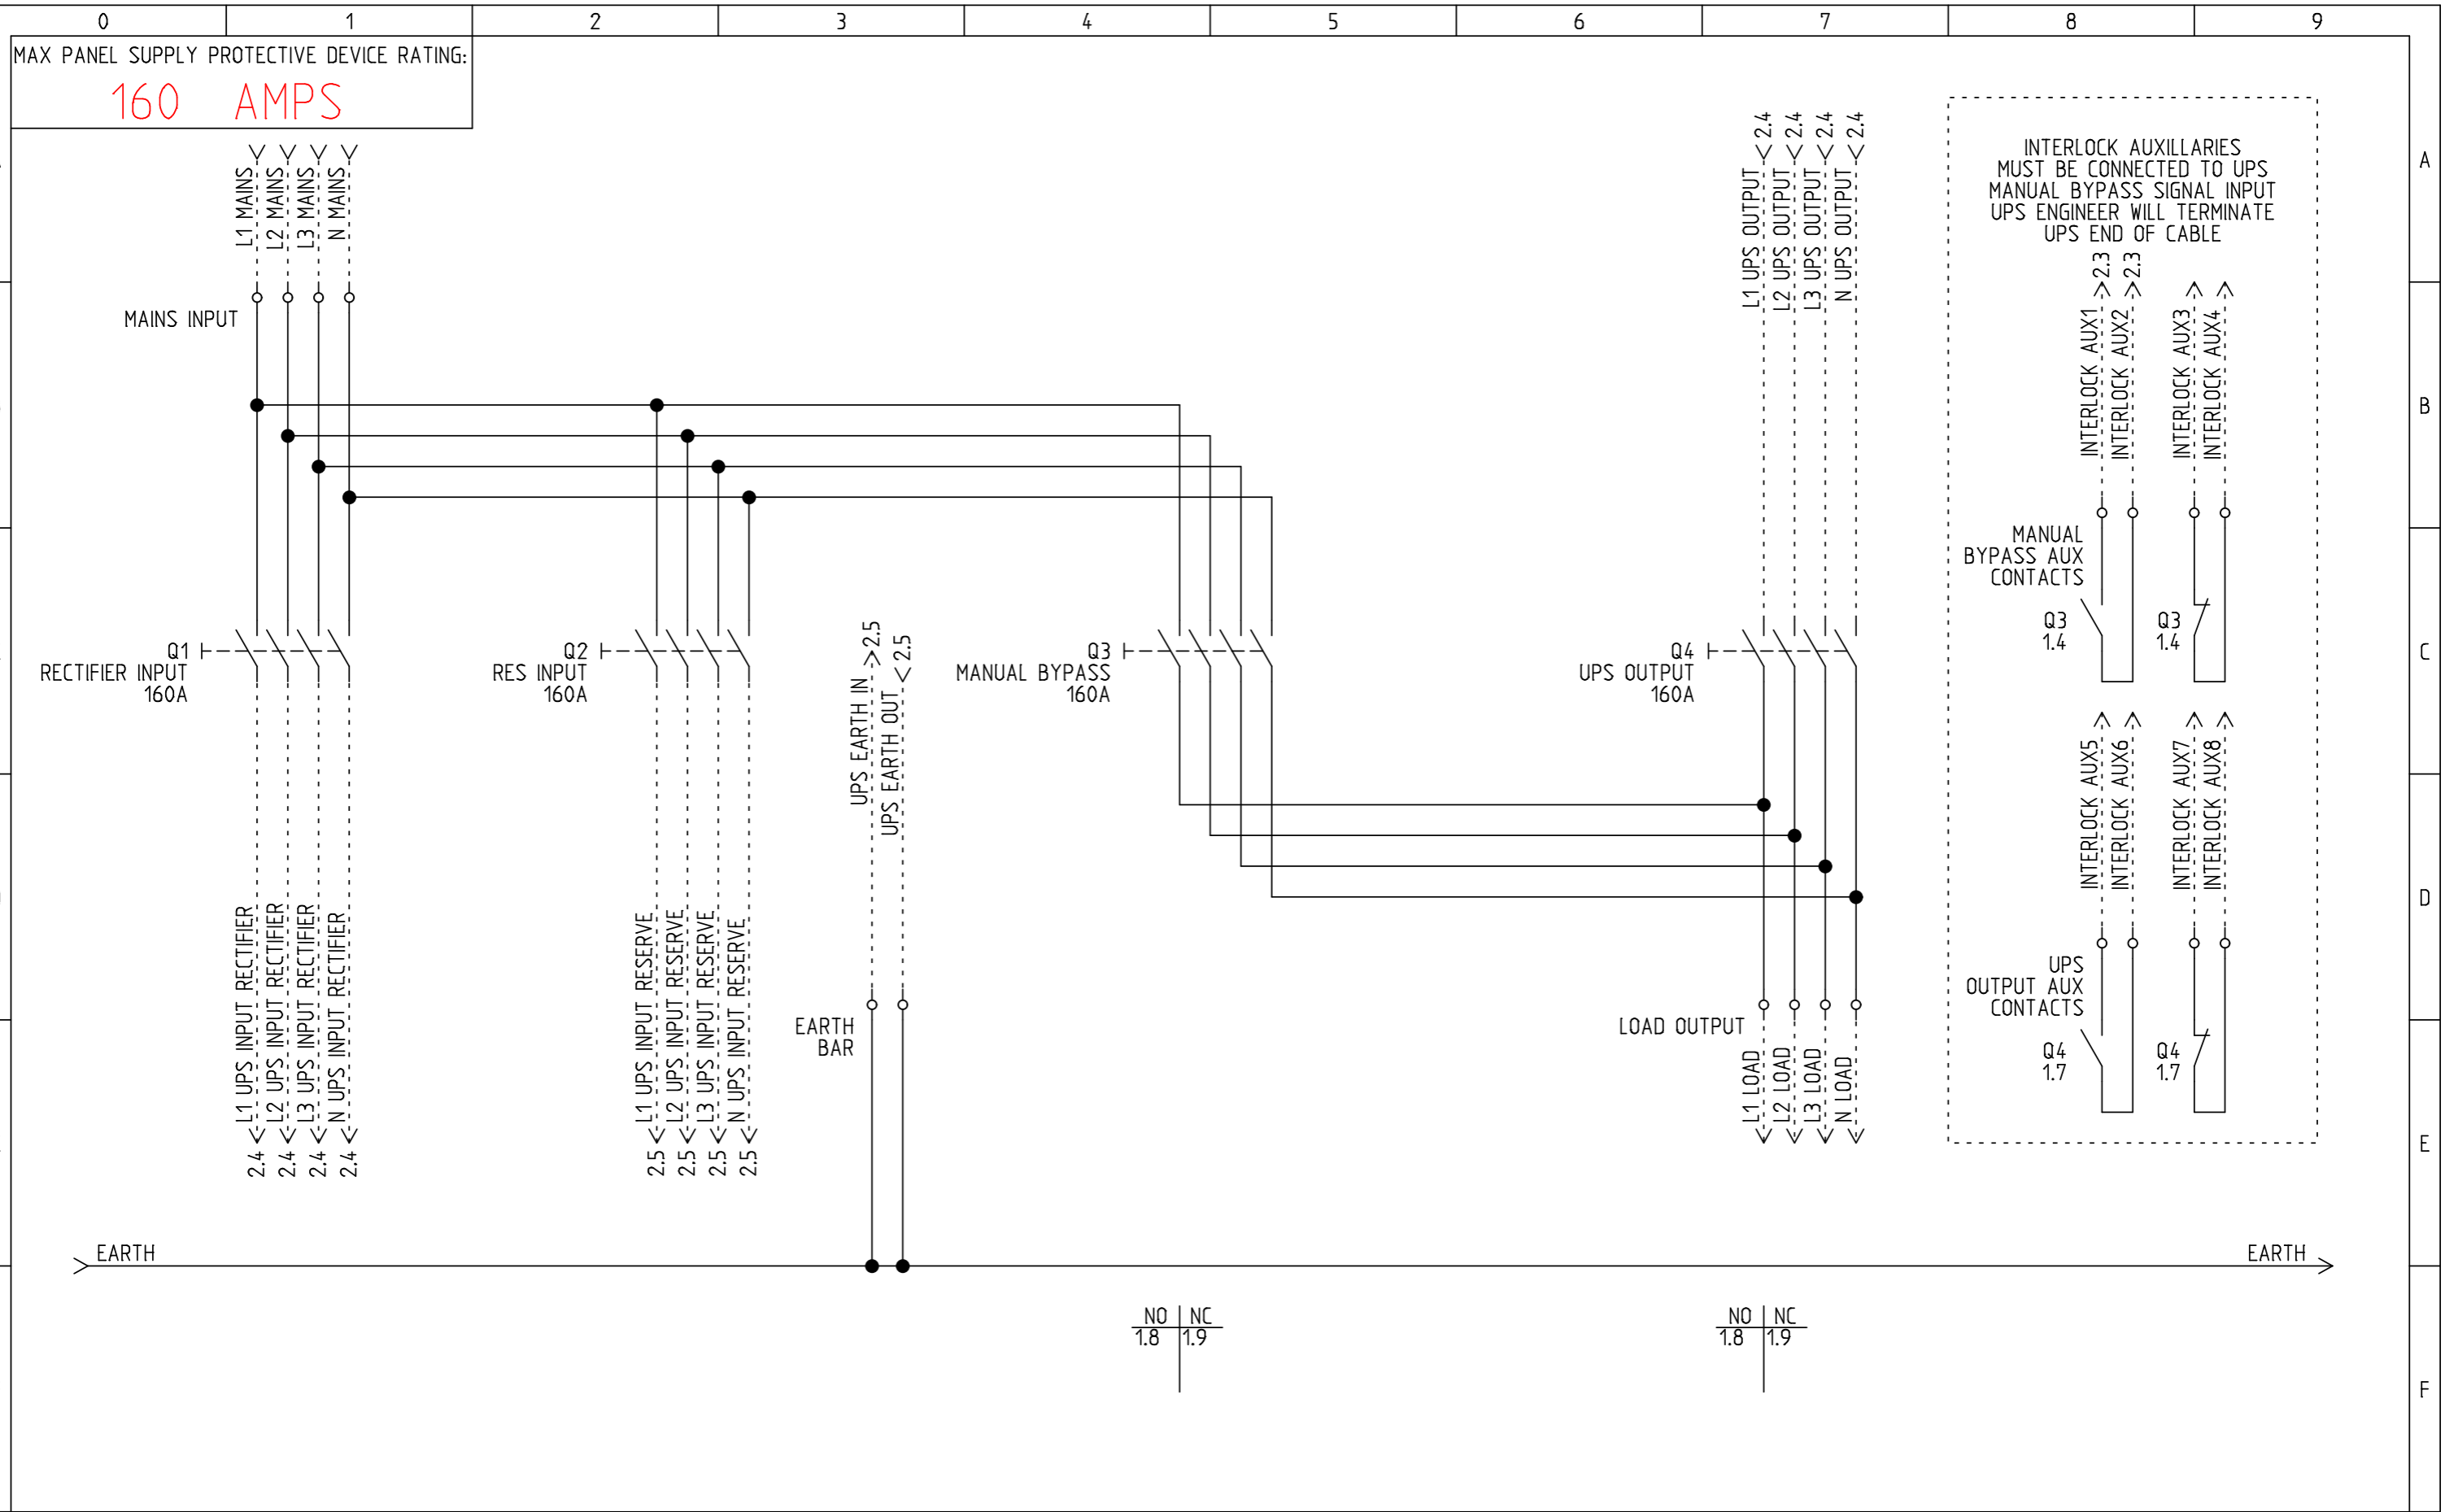 0 1 2 3 4 5 6 7 8 9
MAX PANEL SUPPLY PROTECTIVE DEVICE RATING:
160 AMPS
L1 MAINS
L2 MAINS
L3 MAINS
N MAINS
MAINS INPUT
2.4
2.4
2.4
2.4
L1 UPS OUTPUT
L2 UPS OUTPUT
L3 UPS OUTPUT
N UPS OUTPUT
INTERLOCK AUXILLARIES
MUST BE CONNECTED TO UPS
MANUAL BYPASS SIGNAL INPUT
UPS ENGINEER WILL TERMINATE
UPS END OF CABLE
2.3
2.3
INTERLOCK AUX1
INTERLOCK AUX2
INTERLOCK AUX3
INTERLOCK AUX4
MANUAL
BYPASS AUX
CONTACTS
Q3
1.4
Q3
1.4
Q1
RECTIFIER INPUT
160A
Q2
RES INPUT
160A
2.5
2.5
UPS EARTH IN
UPS EARTH OUT
Q3
MANUAL BYPASS
160A
Q4
UPS OUTPUT
160A
INTERLOCK AUX5
INTERLOCK AUX6
INTERLOCK AUX7
INTERLOCK AUX8
UPS
OUTPUT AUX
CONTACTS
Q4
1.7
Q4
1.7
L1 UPS INPUT RECTIFIER
L2 UPS INPUT RECTIFIER
L3 UPS INPUT RECTIFIER
N UPS INPUT RECTIFIER
2.4
2.4
2.4
2.4
L1 UPS INPUT RESERVE
L2 UPS INPUT RESERVE
L3 UPS INPUT RESERVE
N UPS INPUT RESERVE
2.5
2.5
2.5
2.5
EARTH
BAR
LOAD OUTPUT
L1 LOAD
L2 LOAD
L3 LOAD
N LOAD
EARTH
EARTH
NO NC
1.8 1.9
NO NC
1.8 1.9
A
B
C
D
E
F